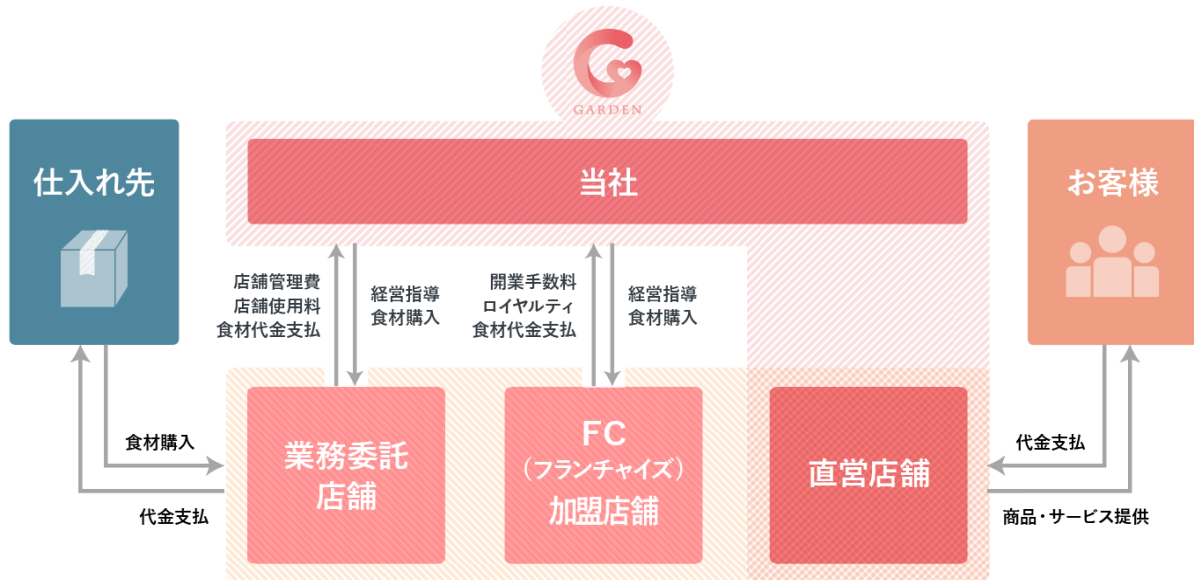 GARDEN
仕入れ先
当社
お客様
店舗管理費
店舗使用料
食材代金支払
経営指導
食材購入
開業手数料
ロイヤルティ
食材代金支払
経営指導
食材購入
食材購入
代金支払
業務委託
店舗
FC
（フランチャイズ）
加盟店舗
直営店舗
代金支払
商品・サービス提供